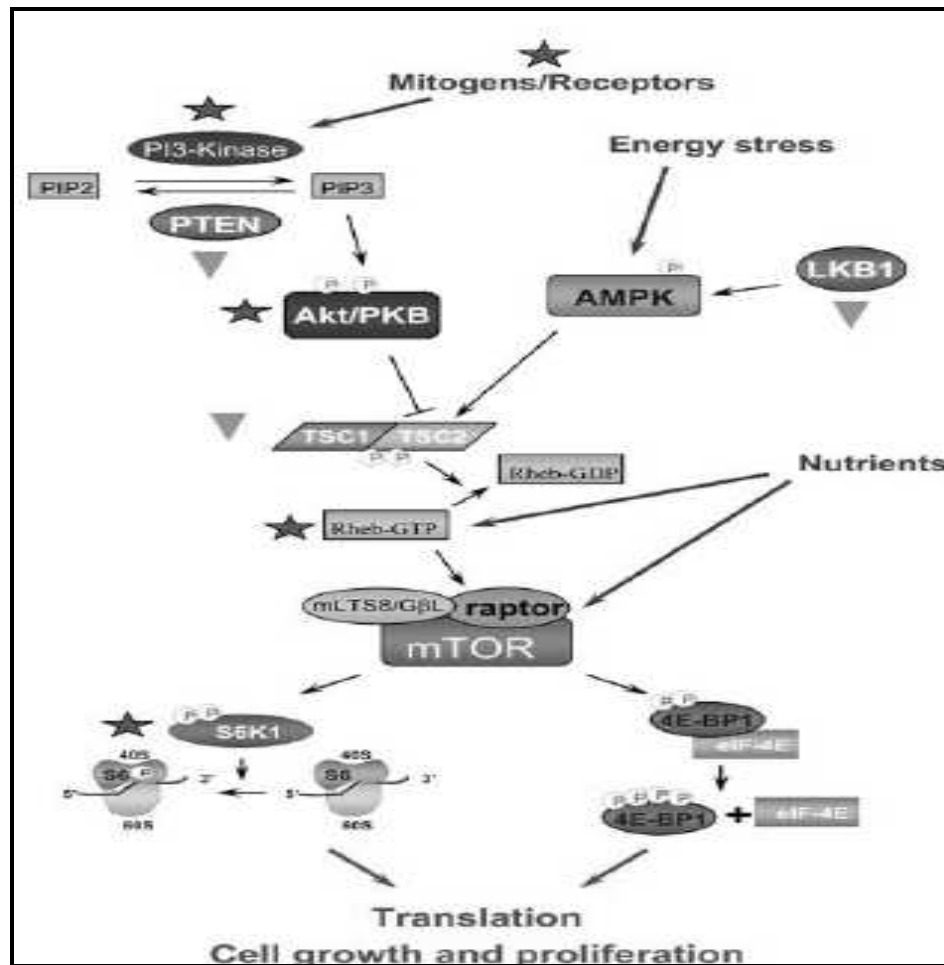 Mitogens/Receptors
PI3-Kinase
Energy stress
PIP2
PIP3
PTEN
LKB1
P P
P
Akt/PKB
AMPK
TSC1 TSC2
P P
Rheb-GDP
Nutrients
Rheb-GTP
mLTS8/GβL
raptor
mTOR
P P
S6K1
P P
4E-BP1
eIF-4E
40S
S6 P
5'
3'
60S
40S
S6
5'
3'
60S
P P P P
4E-BP1 + eIF-4E
Translation
Cell growth and proliferation